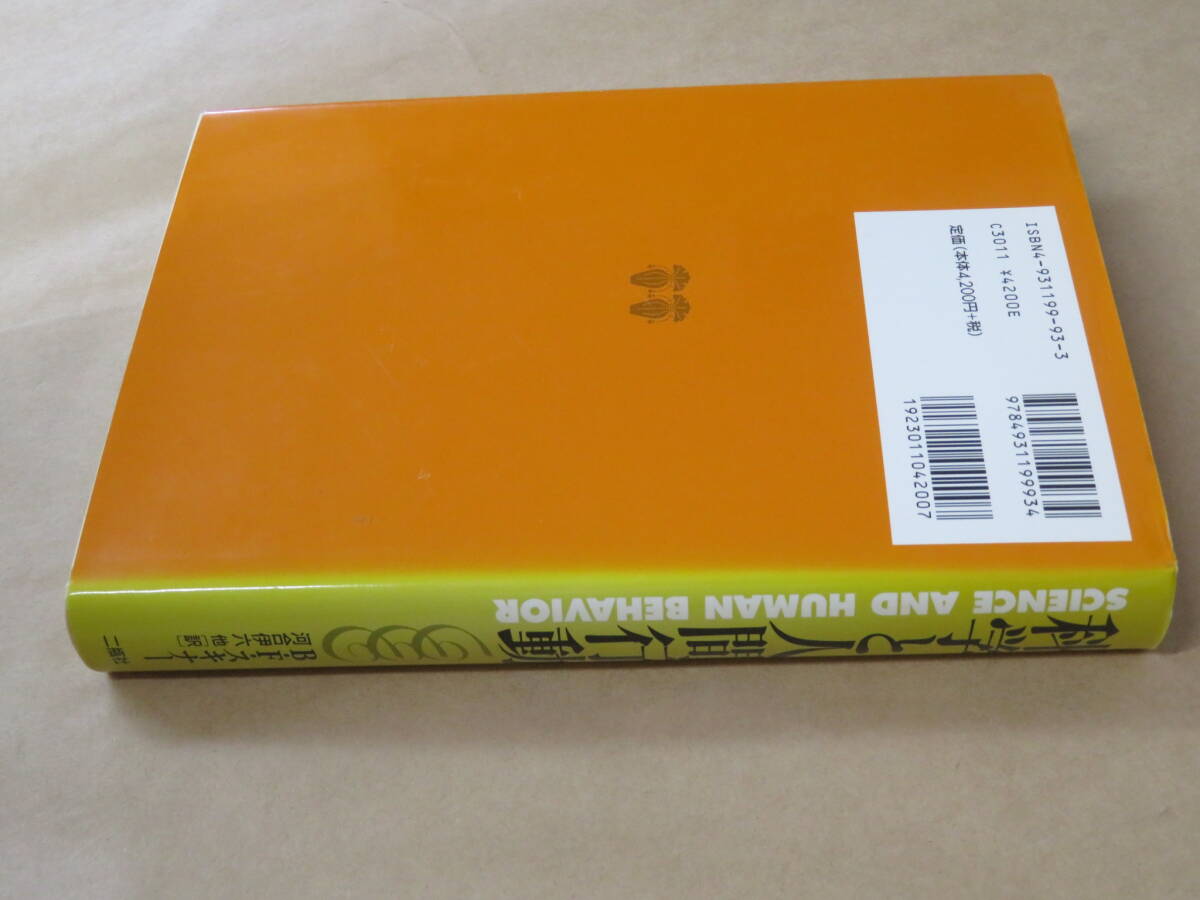 ISBN4-931199-93-3
C3011 ¥4200E
定価(本体4,200円+税)
9784931199934
1923011042007
科学と人間行動
SCIENCE AND HUMAN BEHAVIOR
B・F・スキナー
河合伊六他[訳]
二瓶社